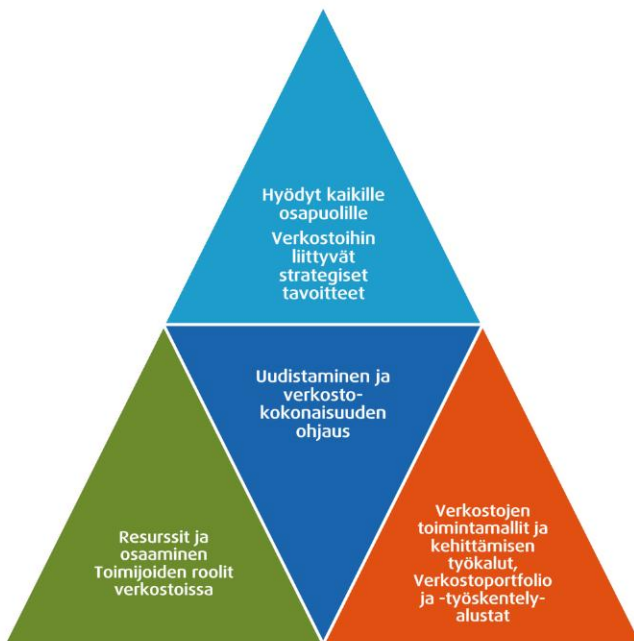 Hyödyt kaikille
osapuolille
Verkostoihin
liittyvät
strategiset
tavoitteet
Uudistaminen ja
verkosto-
kokonaisuuden
ohjaus
Resurssit ja
osaaminen
Toimijoiden roolit
verkostoissa
Verkostojen
toimintamallit ja
kehittämisen
työkalut,
Verkostoportfolio
ja -työskentely-
alustat